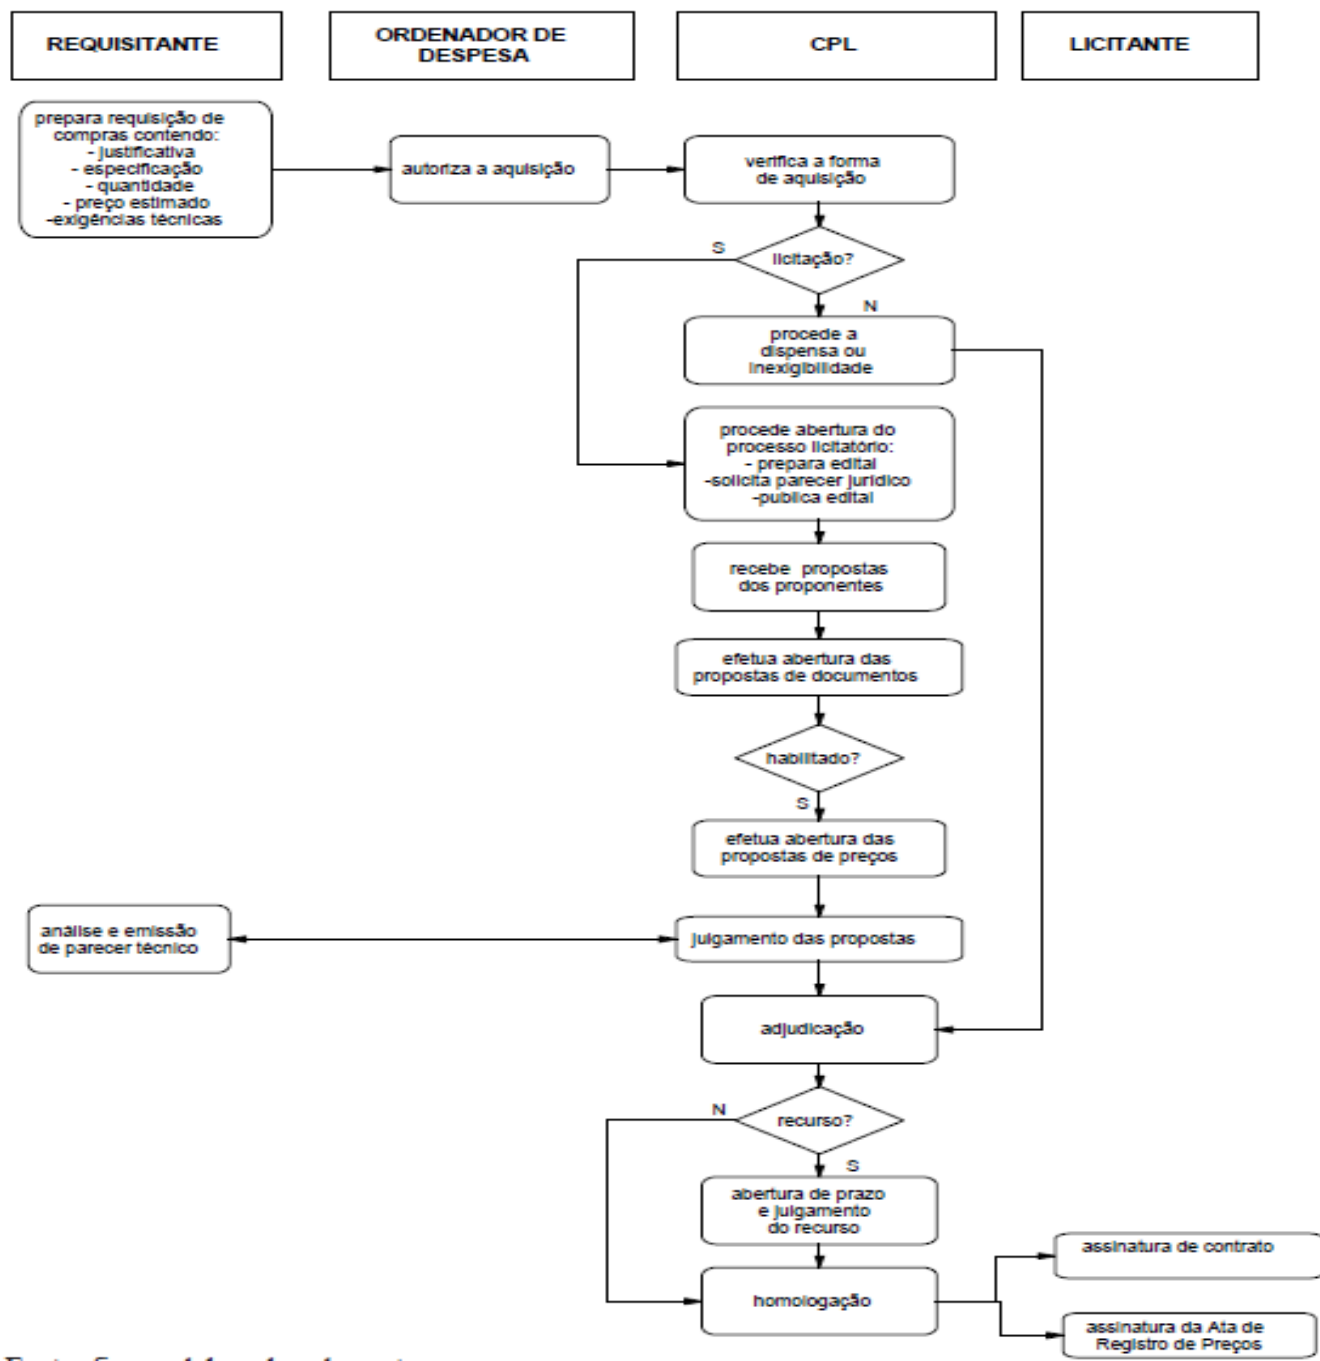 REQUISITANTE
ORDENADOR DE
DESPESA
CPL
LICITANTE
prepara requisição de
compras contendo:
- justificativa
- especificação
- quantidade
- preço estimado
-exigências técnicas
autoriza a aquisição
verifica a forma
de aquisição
S
licitação?
N
procede a
dispensa ou
inexigibilidade
procede abertura do
processo licitatório:
- prepara edital
-solicita parecer jurídico
-publica edital
recebe propostas
dos proponentes
efetua abertura das
propostas de documentos
habilitado?
S
efetua abertura das
propostas de preços
análise e emissão
de parecer técnico
julgamento das propostas
adjudicação
N
recurso?
S
abertura de prazo
e julgamento
do recurso
homologação
assinatura de contrato
assinatura da Ata de
Registro de Preços